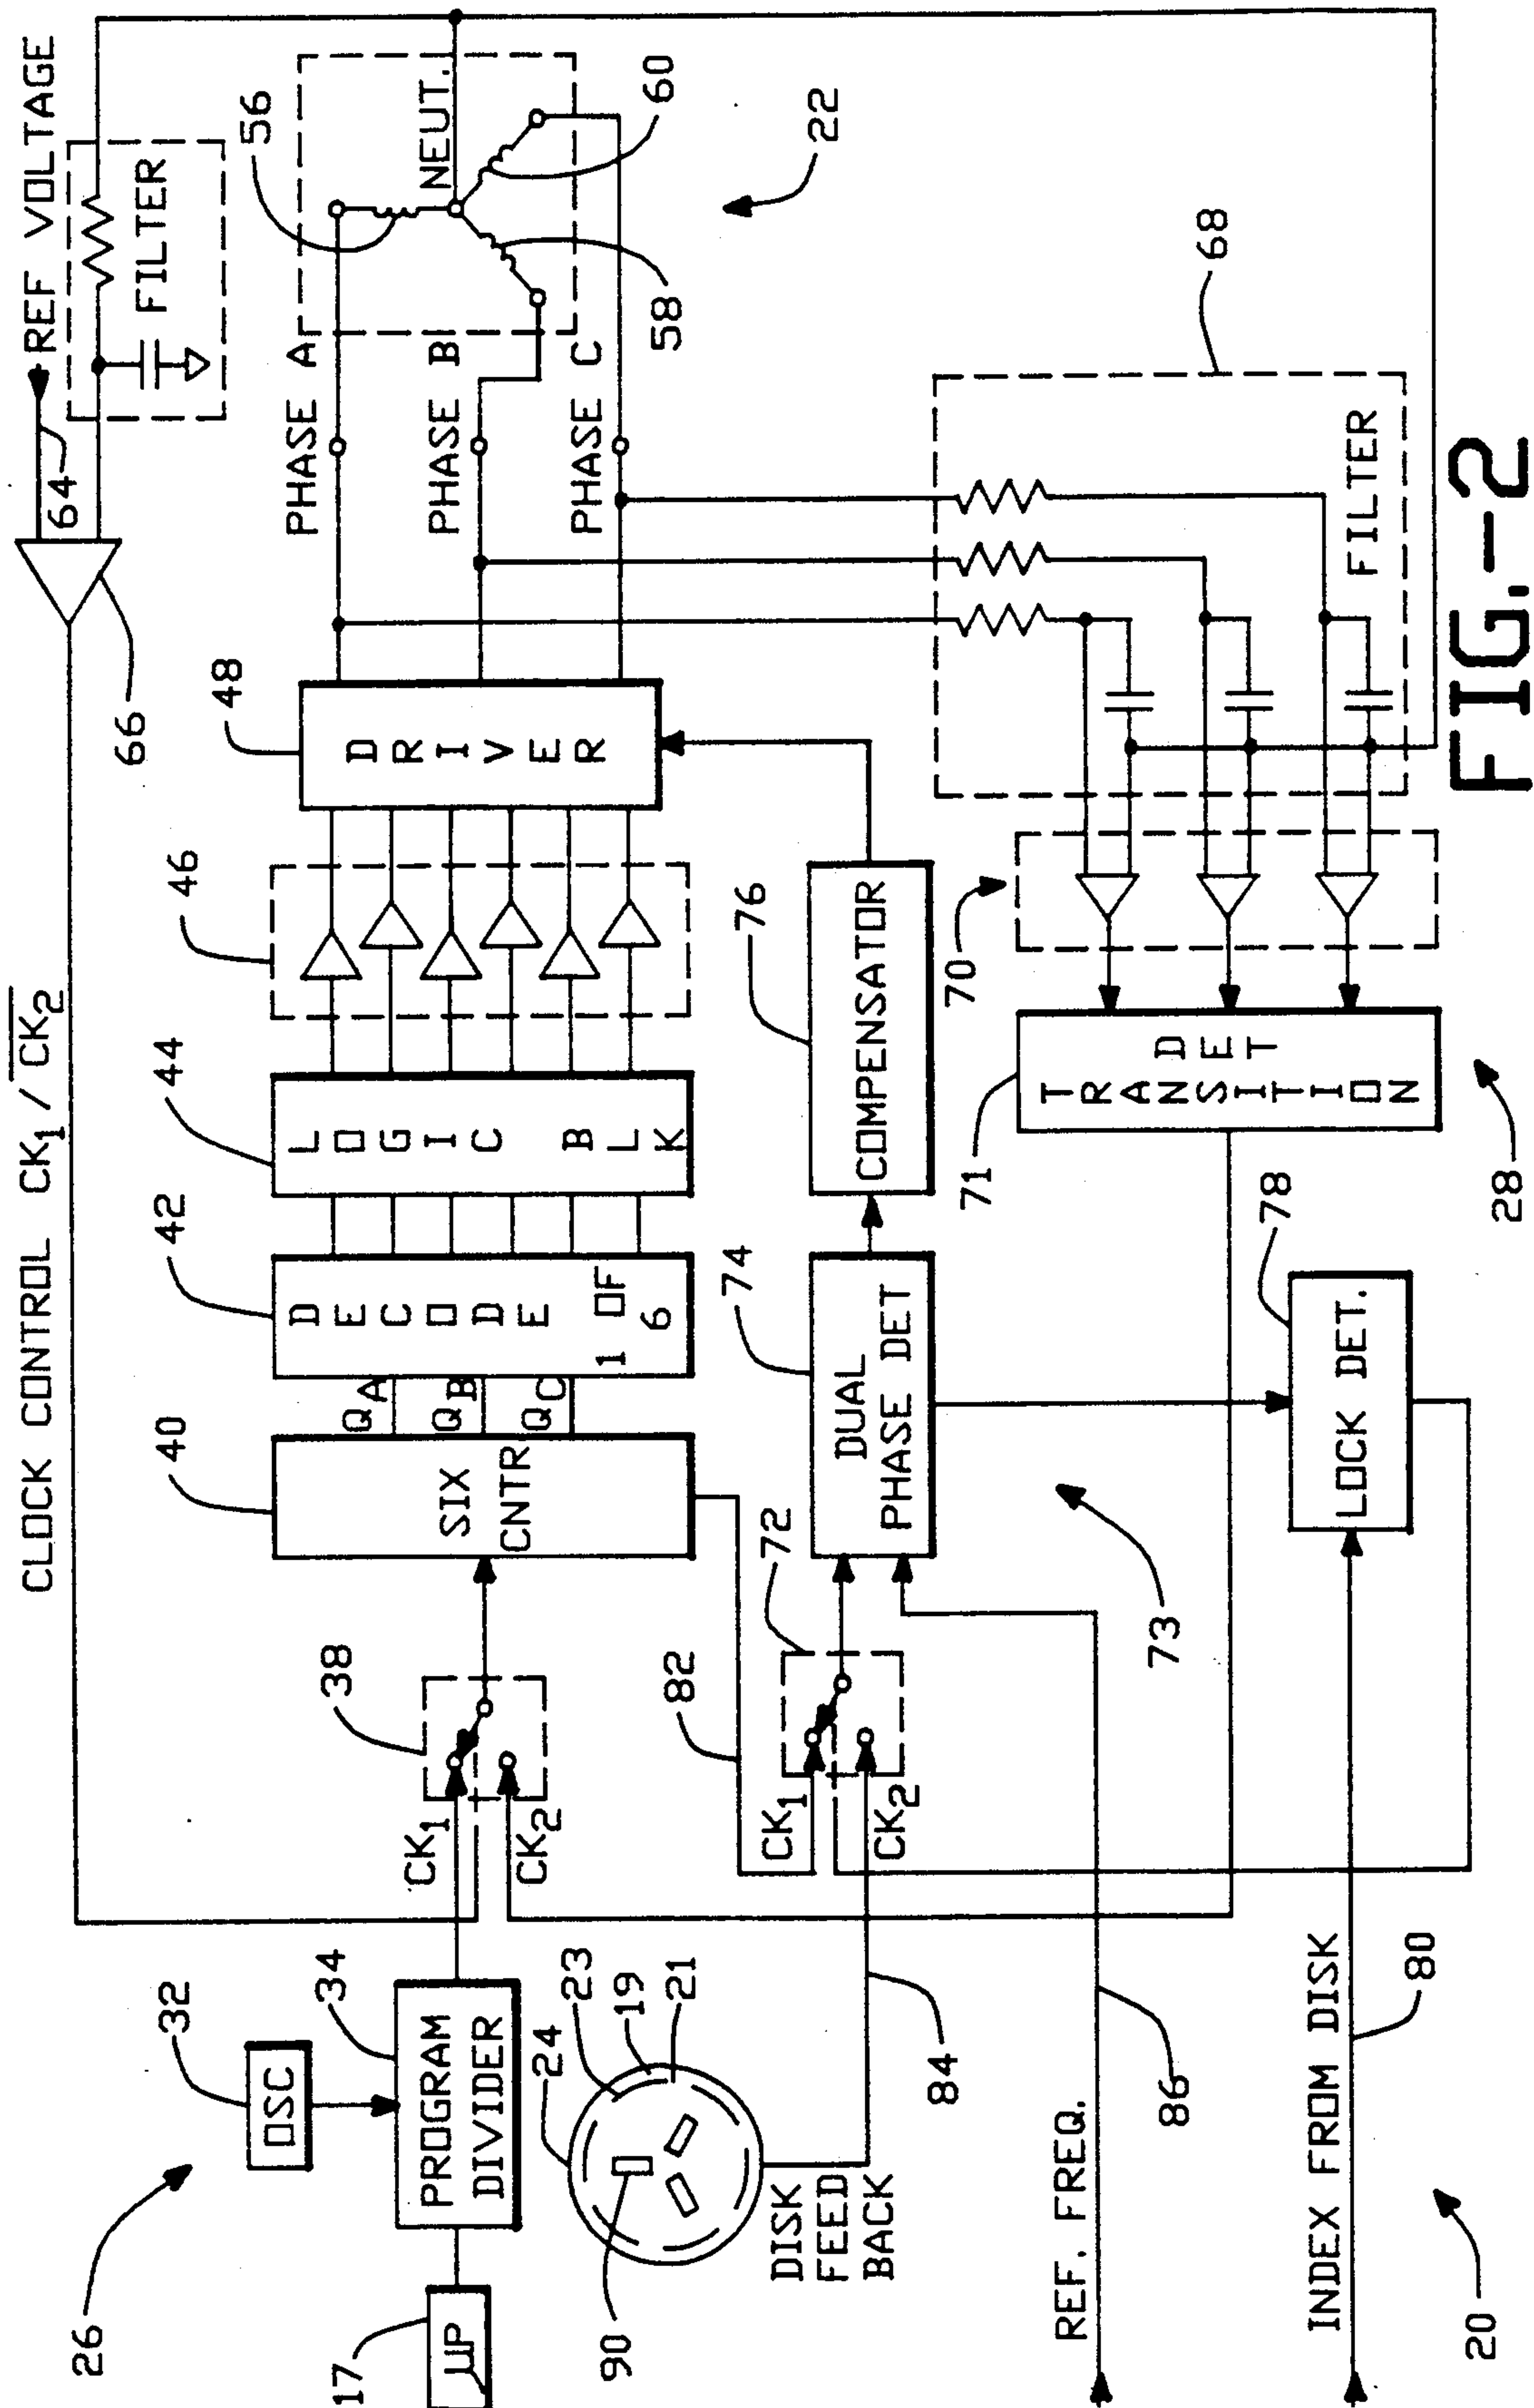 CLOCK CONTROL CK1 / CK2
REF VOLTAGE
64
66
FILTER
26
32
OSC
34
PROGRAM
DIVIDER
17
μP
38
CK1
CK2
40
SIX
CNTR
QA
QB
QC
42
DECODE
1 OF
6
44
LOGIC BLK
46
48
DRIVER
PHASE A
PHASE B
PHASE C
56
NEUT.
60
58
22
24
23
19
21
90
DISK
FEED
BACK
84
82
72
CK1
CK2
74
DUAL
PHASE DET
76
COMPENSATOR
73
70
68
FILTER
71
TRANSITION
DET
28
78
LOCK DET.
REF. FREQ.
86
INDEX FROM DISK
80
20
FIG.-2